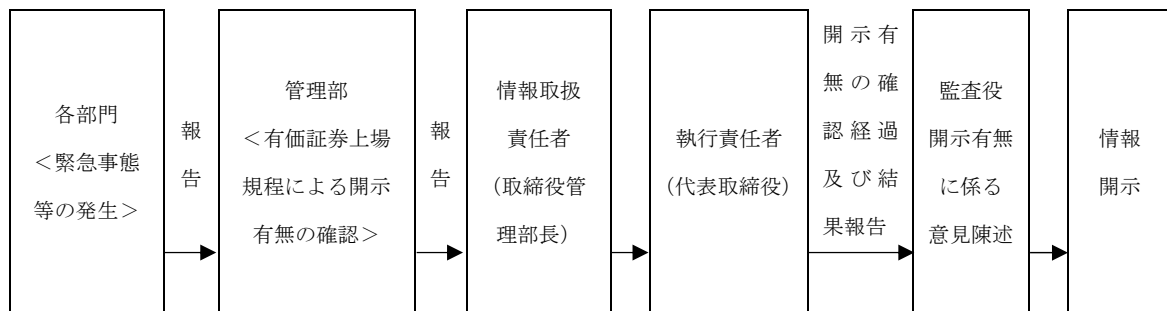 各部門
<緊急事態
等の発生>
報
告
管理部
<有価証券上場
規程による開示
有無の確認>
報
告
情報取扱
責任者
(取締役管
理部長)
執行責任者
(代表取締役)
開示有
無の確
認経過
及び結
果報告
監査役
開示有無
に係る
意見陳述
情報
開示